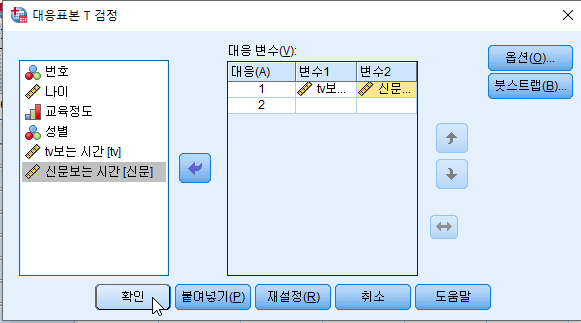 대응표본 T 검정
대응 변수(V):
번호
나이
교육정도
성별
tv보는 시간 [tv]
신문보는 시간 [신문]
대응(A) 변수1 변수2
1 tv보... 신문...
2
옵션(O)...
붓스트랩(B)...
확인 붙여넣기(P) 재설정(R) 취소 도움말